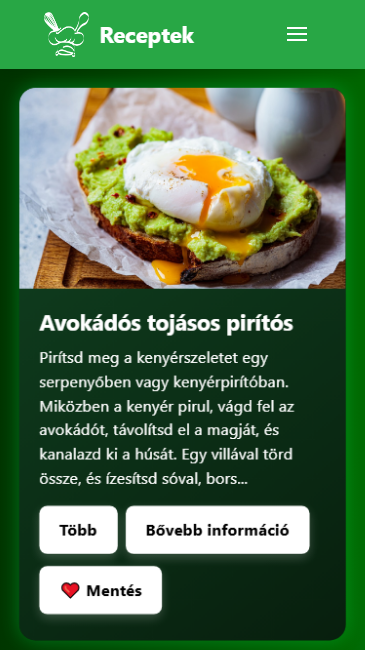 Receptek
Avokádós tojásos pirítós
Pirítsd meg a kenyérszeletet egy
serpenyőben vagy kenyérpirítóban.
Miközben a kenyér pirul, vágd fel az
avokádót, távolítsd el a magját, és
kanalazd ki a húsát. Egy villával törd
össze, és ízesítsd sóval, bors...
Több
Bővebb információ
Mentés